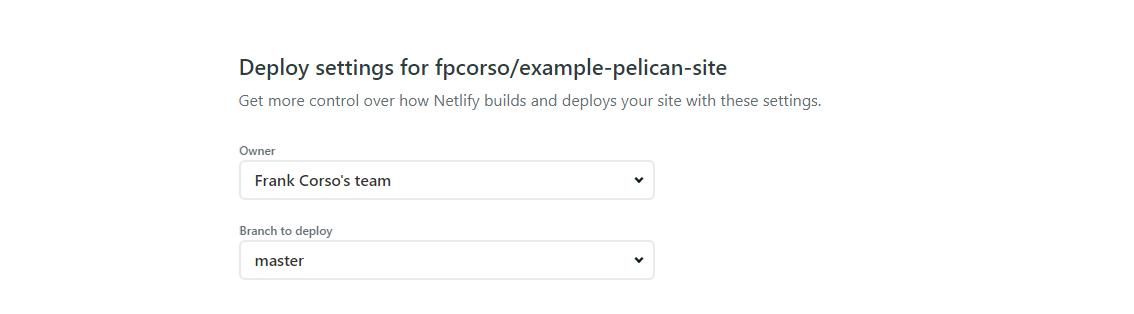 Deploy settings for fpcorso/example-pelican-site
Get more control over how Netlify builds and deploys your site with these settings.
Owner
Frank Corso's team
Branch to deploy
master